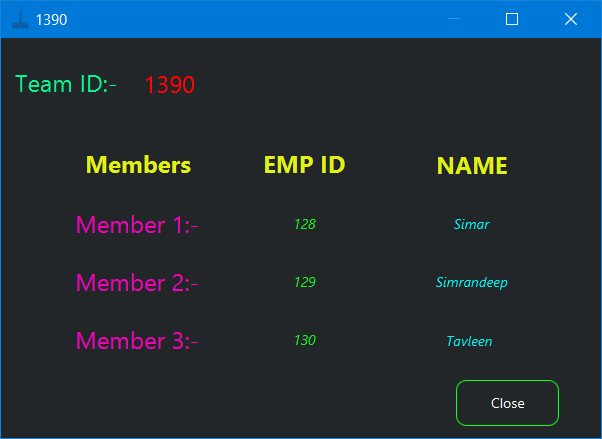 1390
Team ID:- 1390
Members EMP ID NAME
Member 1:- 128 Simar
Member 2:- 129 Simrandeep
Member 3:- 130 Tavleen
Close